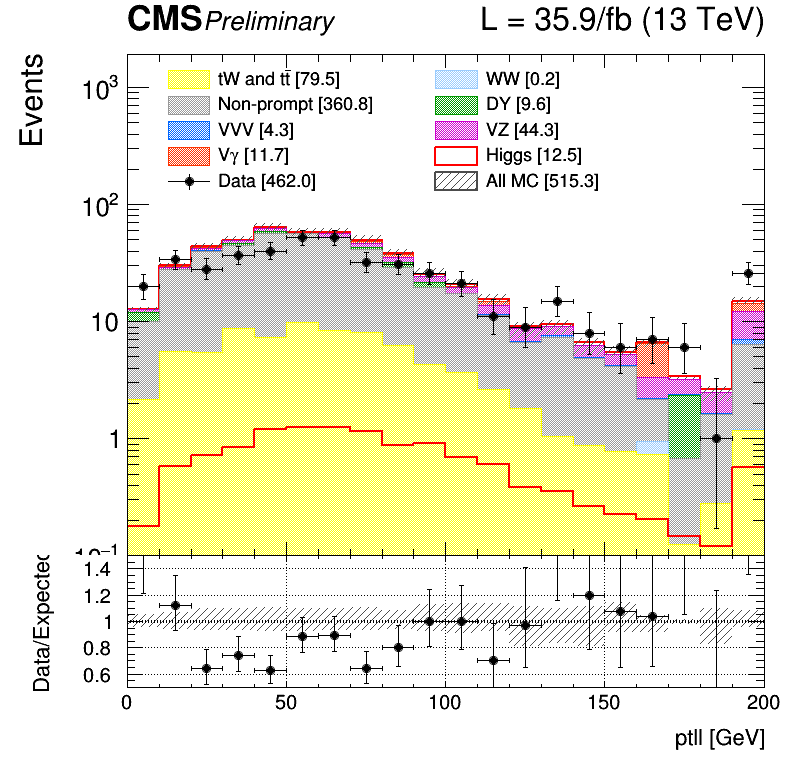 CMS Preliminary L = 35.9/fb (13 TeV)
Events
10³
10²
10
1
10⁻¹
tW and tt̄ [79.5]
WW [0.2]
Non-prompt [360.8]
DY [9.6]
VVV [4.3]
VZ [44.3]
Vγ [11.7]
Higgs [12.5]
Data [462.0]
All MC [515.3]
Data/Expected
1.4
1.2
1
0.8
0.6
0 50 100 150 200
ptll [GeV]